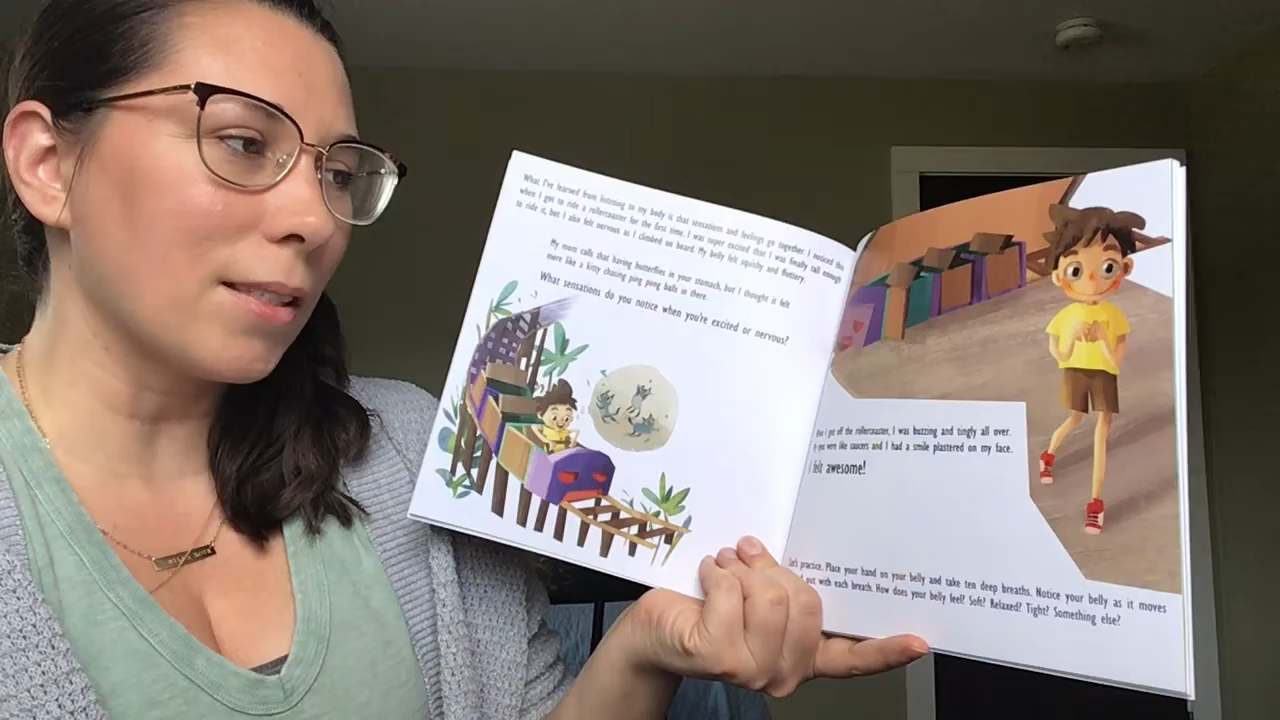 What I've learned from listening to my body is that sensations and feelings go together. I noticed this
when I got to ride a rollercoaster for the first time. I was super excited that I was finally tall enough
to ride it, but I also felt nervous as I climbed on board. My belly felt squishy and fluttery.
My mom calls that having butterflies in your stomach, but I thought it felt
more like a kitty chasing ping pong balls in there.
What sensations do you notice when you're excited or nervous?
I got off the rollercoaster, I was buzzing and tingly all over.
eyes were like saucers and I had a smile plastered on my face.
felt awesome!
Let's practice. Place your hand on your belly and take ten deep breaths. Notice your belly as it moves
out with each breath. How does your belly feel? Soft? Relaxed? Tight? Something else?